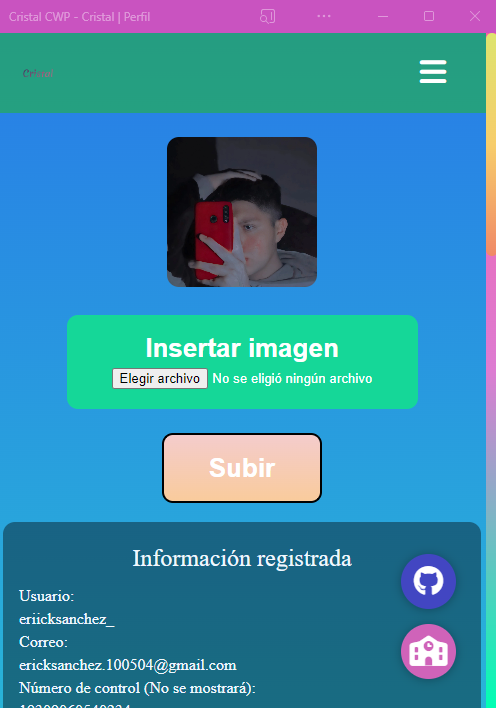 Cristal CWP - Cristal | Perfil
Cristal
Insertar imagen
Elegir archivo No se eligió ningún archivo
Subir
Información registrada
Usuario:
eriicksanchez_
Correo:
ericksanchez.100504@gmail.com
Número de control (No se mostrará):